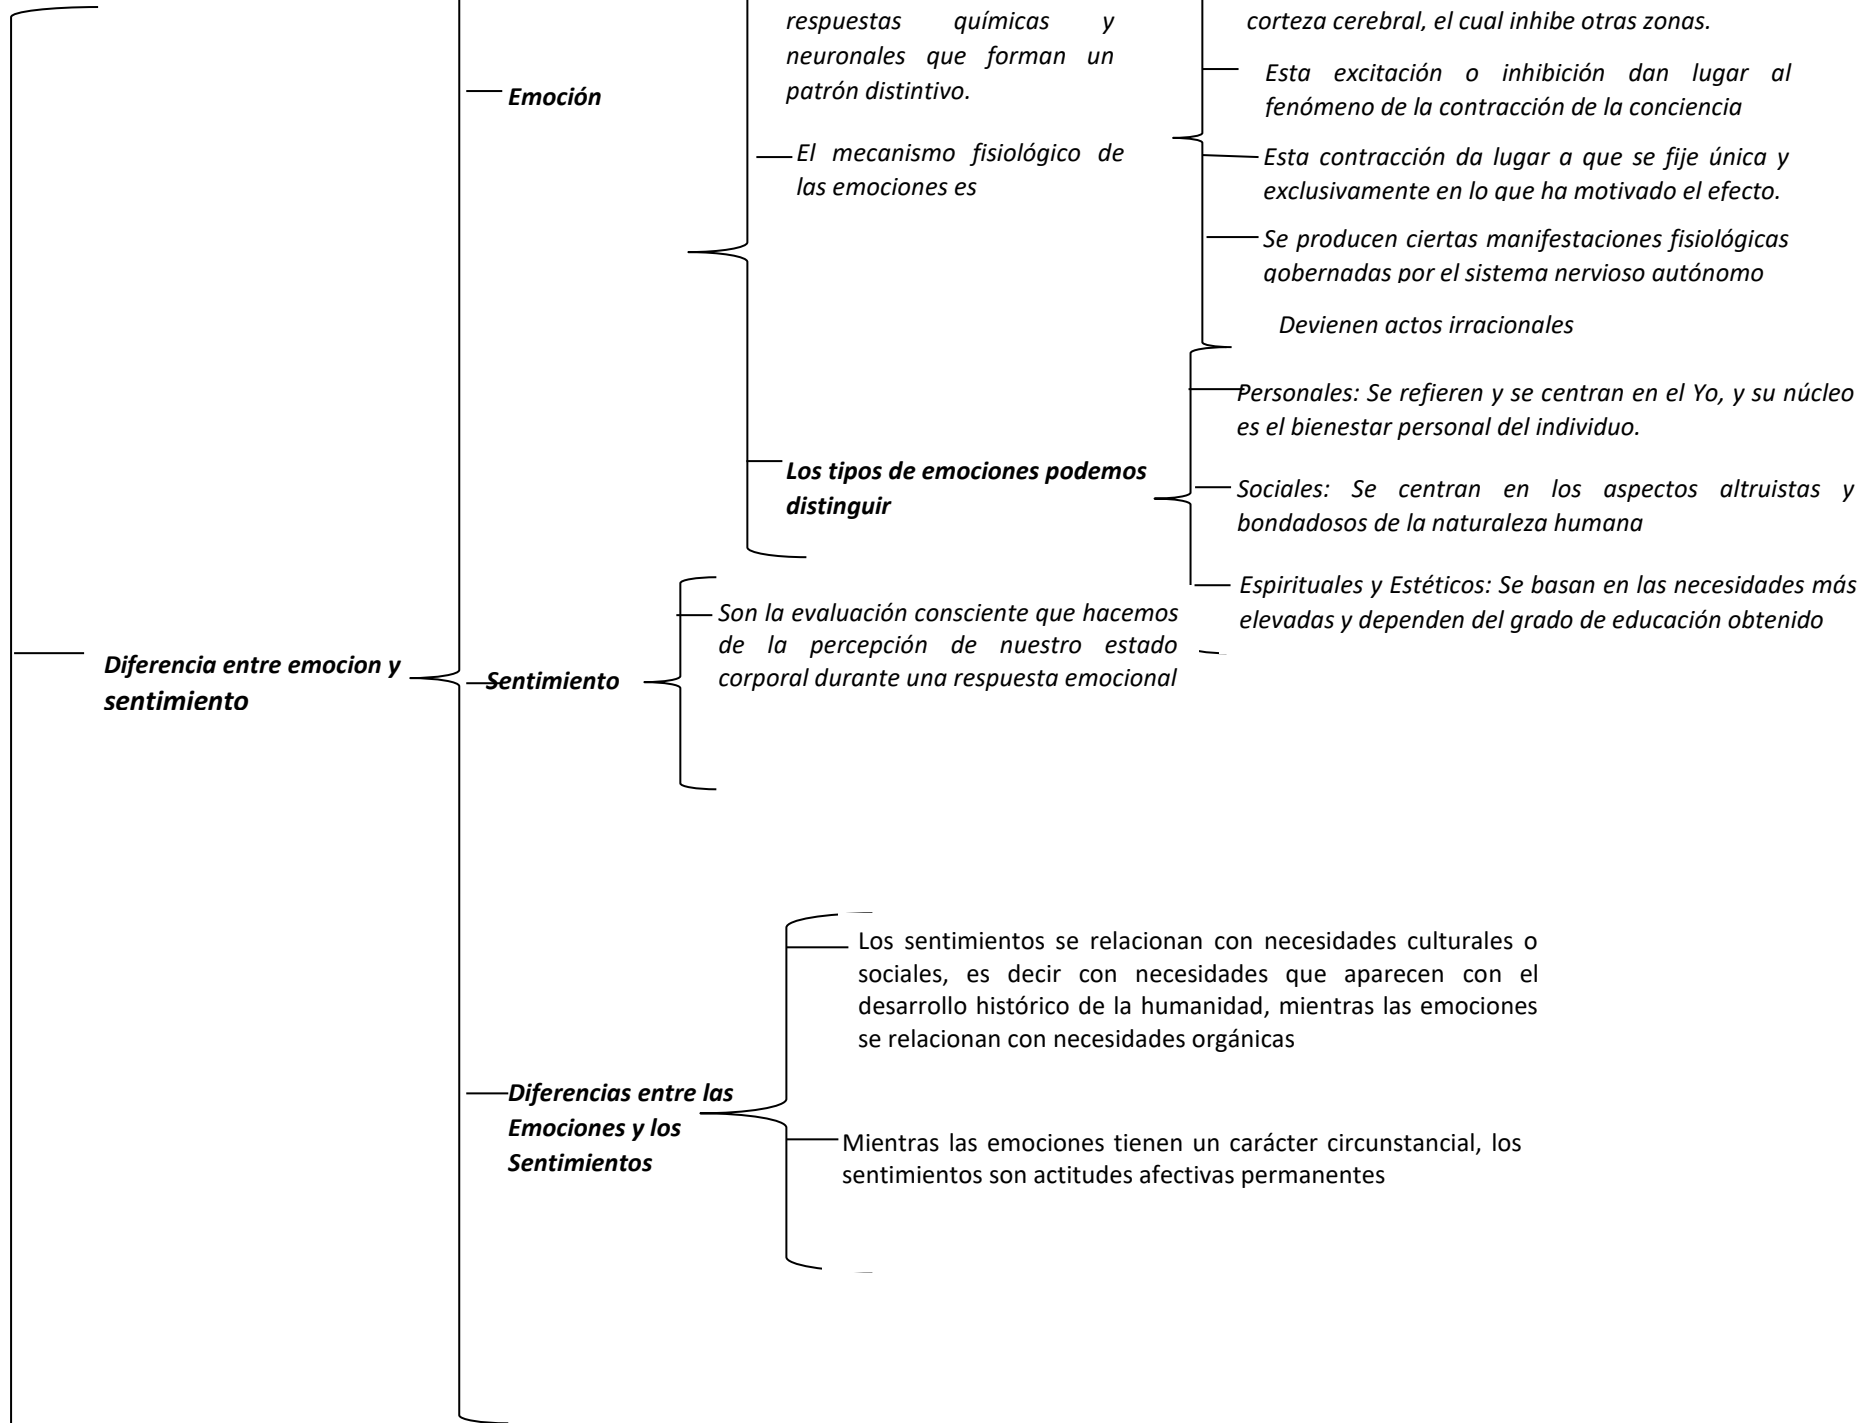 respuestas químicas y
neuronales que forman un
patrón distintivo.
corteza cerebral, el cual inhibe otras zonas.
Emoción
Esta excitación o inhibición dan lugar al
fenómeno de la contracción de la conciencia
El mecanismo fisiológico de
las emociones es
Esta contracción da lugar a que se fije única y
exclusivamente en lo que ha motivado el efecto.
Se producen ciertas manifestaciones fisiológicas
gobernadas por el sistema nervioso autónomo
Devienen actos irracionales
Los tipos de emociones podemos
distinguir
Personales: Se refieren y se centran en el Yo, y su núcleo
es el bienestar personal del individuo.
Sociales: Se centran en los aspectos altruistas y
bondadosos de la naturaleza humana
Espirituales y Estéticos: Se basan en las necesidades más
elevadas y dependen del grado de educación obtenido
Diferencia entre emocion y
sentimiento
Sentimiento
Son la evaluación consciente que hacemos
de la percepción de nuestro estado
corporal durante una respuesta emocional
Diferencias entre las
Emociones y los
Sentimientos
Los sentimientos se relacionan con necesidades culturales o
sociales, es decir con necesidades que aparecen con el
desarrollo histórico de la humanidad, mientras las emociones
se relacionan con necesidades orgánicas
Mientras las emociones tienen un carácter circunstancial, los
sentimientos son actitudes afectivas permanentes